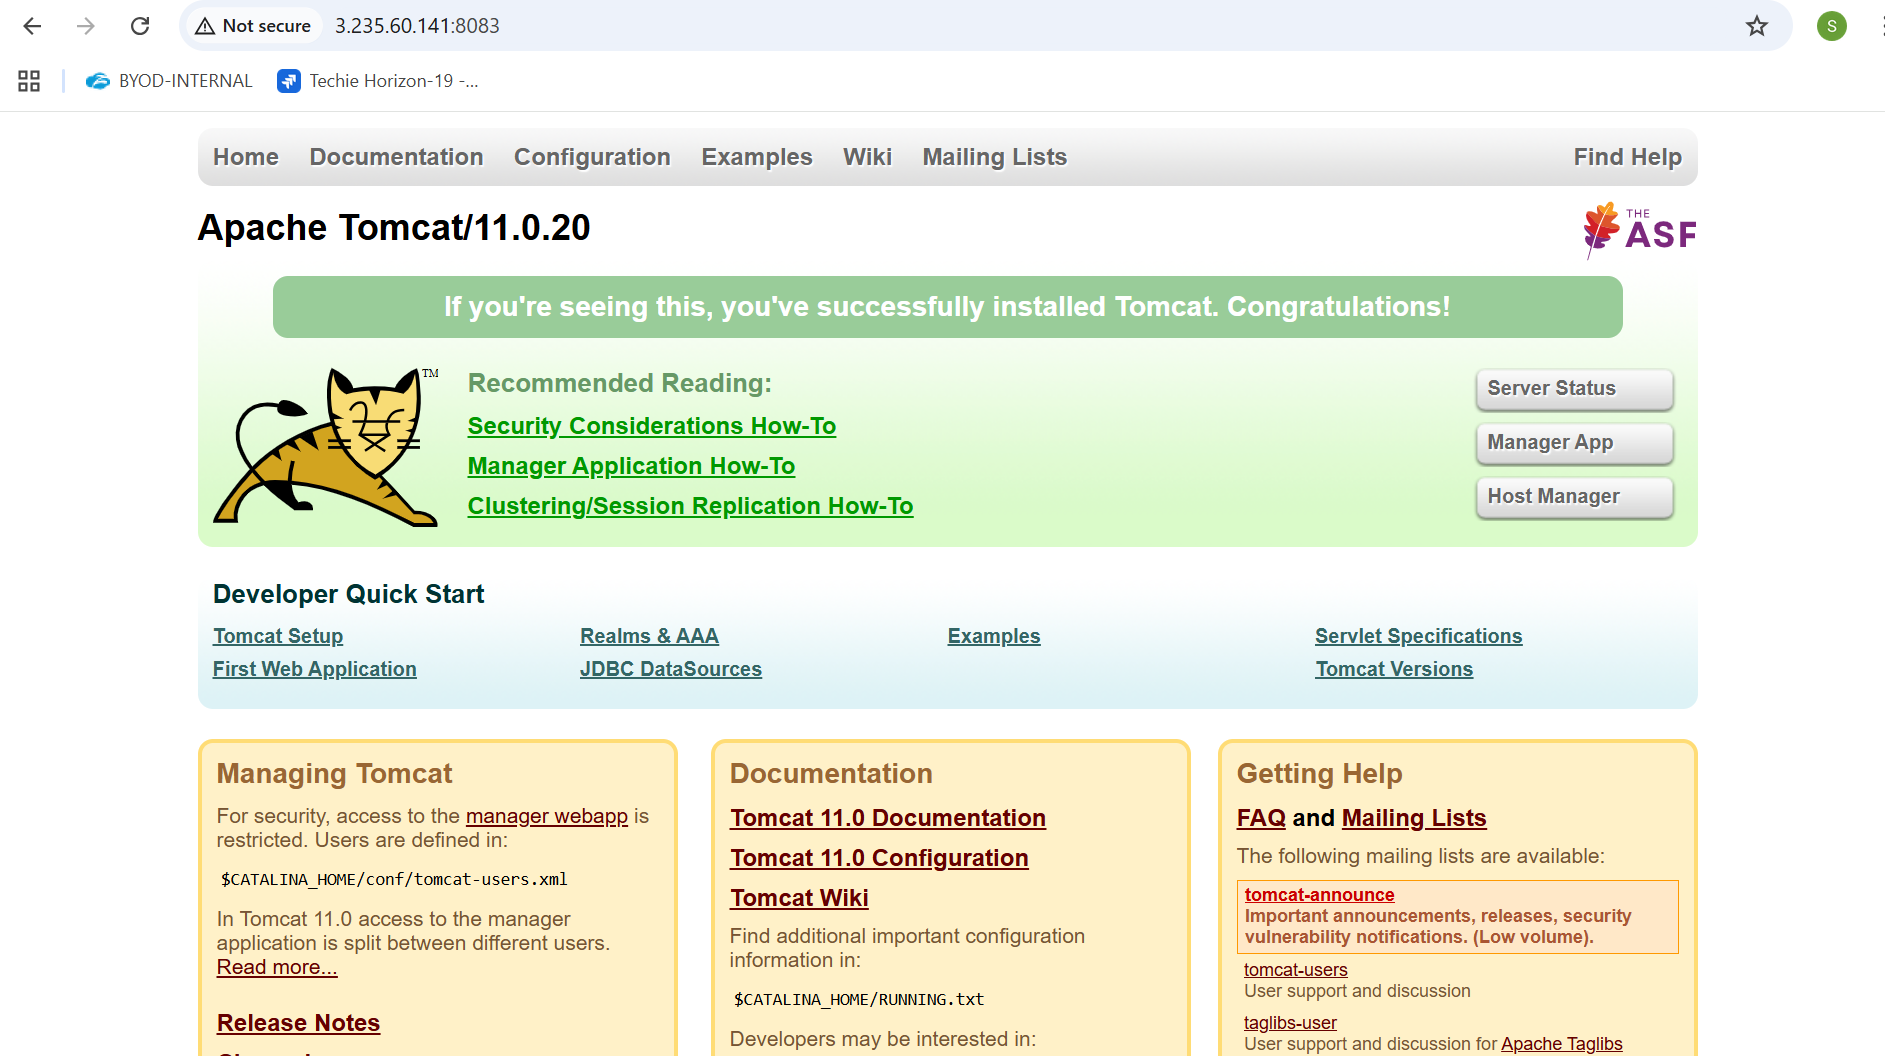 Not secure 3.235.60.141:8083
S
BYOD-INTERNAL Techie Horizon-19 -...
Home Documentation Configuration Examples Wiki Mailing Lists Find Help
Apache Tomcat/11.0.20
THE
ASF
If you're seeing this, you've successfully installed Tomcat. Congratulations!
TM
Recommended Reading:
Security Considerations How-To
Manager Application How-To
Clustering/Session Replication How-To
Server Status
Manager App
Host Manager
Developer Quick Start
Tomcat Setup
Realms & AAA
Examples
Servlet Specifications
First Web Application
JDBC DataSources
Tomcat Versions
Managing Tomcat
For security, access to the manager webapp is
restricted. Users are defined in:
$CATALINA_HOME/conf/tomcat-users.xml
In Tomcat 11.0 access to the manager
application is split between different users.
Read more...
Release Notes
Documentation
Tomcat 11.0 Documentation
Tomcat 11.0 Configuration
Tomcat Wiki
Find additional important configuration
information in:
$CATALINA_HOME/RUNNING.txt
Developers may be interested in:
Getting Help
FAQ and Mailing Lists
The following mailing lists are available:
tomcat-announce
Important announcements, releases, security
vulnerability notifications. (Low volume).
tomcat-users
User support and discussion
taglibs-user
User support and discussion for Apache Taglibs